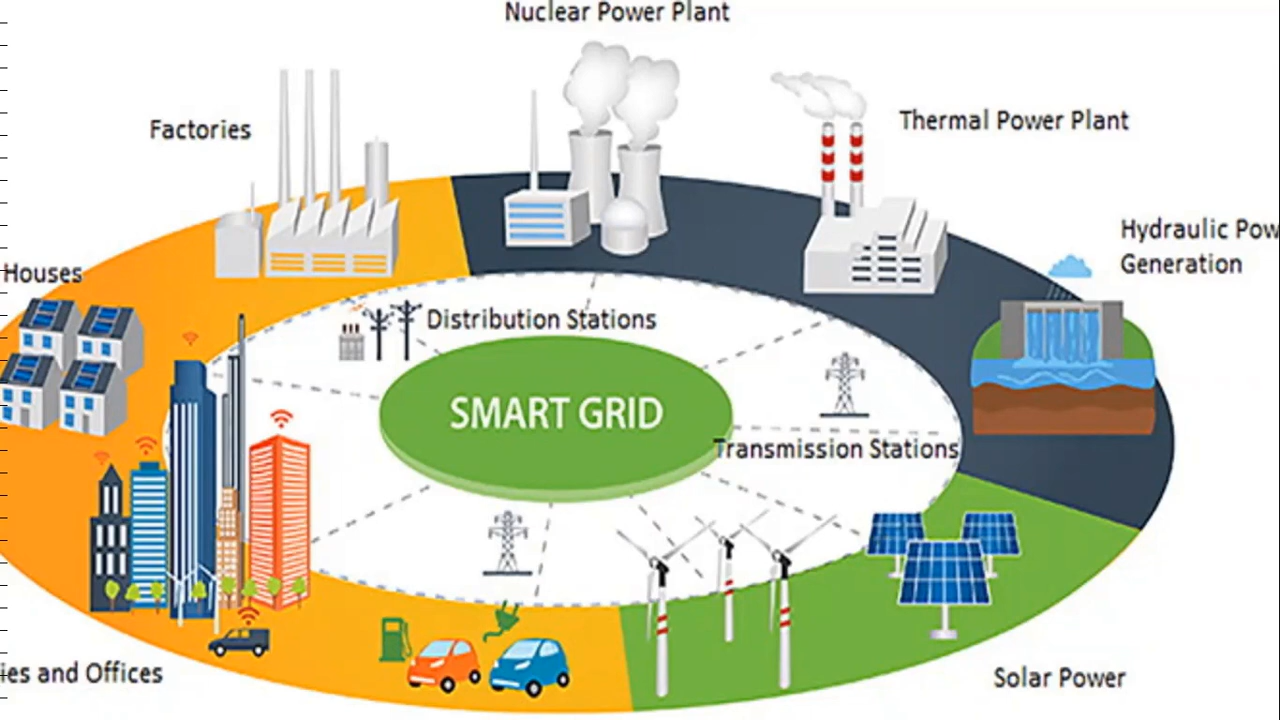 Nuclear Power Plant
Factories
Thermal Power Plant
Hydraulic Pow
Generation
Houses
Distribution Stations
SMART GRID
Transmission Stations
ies and Offices
Solar Power